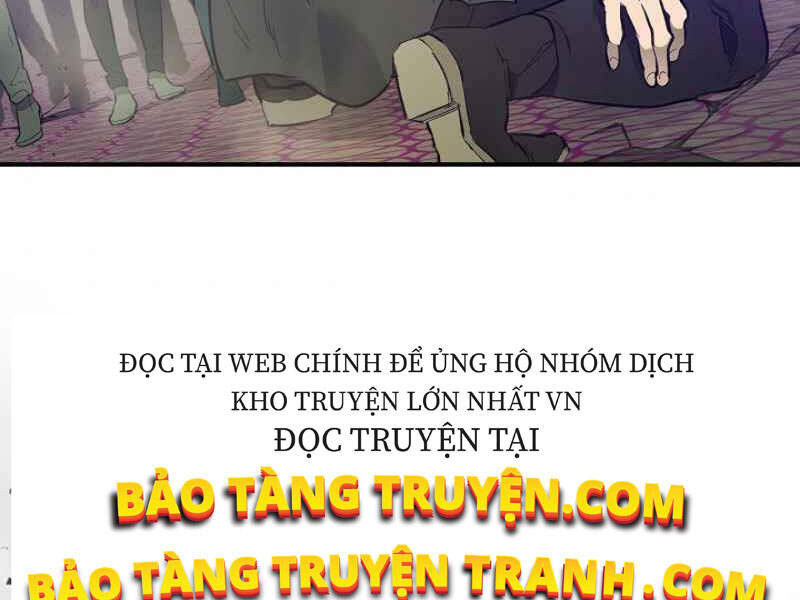 ĐỌC TẠI WEB CHÍNH ĐỂ ỦNG HỘ NHÓM DỊCH
KHO TRUYỆN LỚN NHẤT VN
ĐỌC TRUYỆN TẠI
BẢO TÀNG TRUYỆN.COM
BẢO TÀNG TRUYỆN TRANH.COM